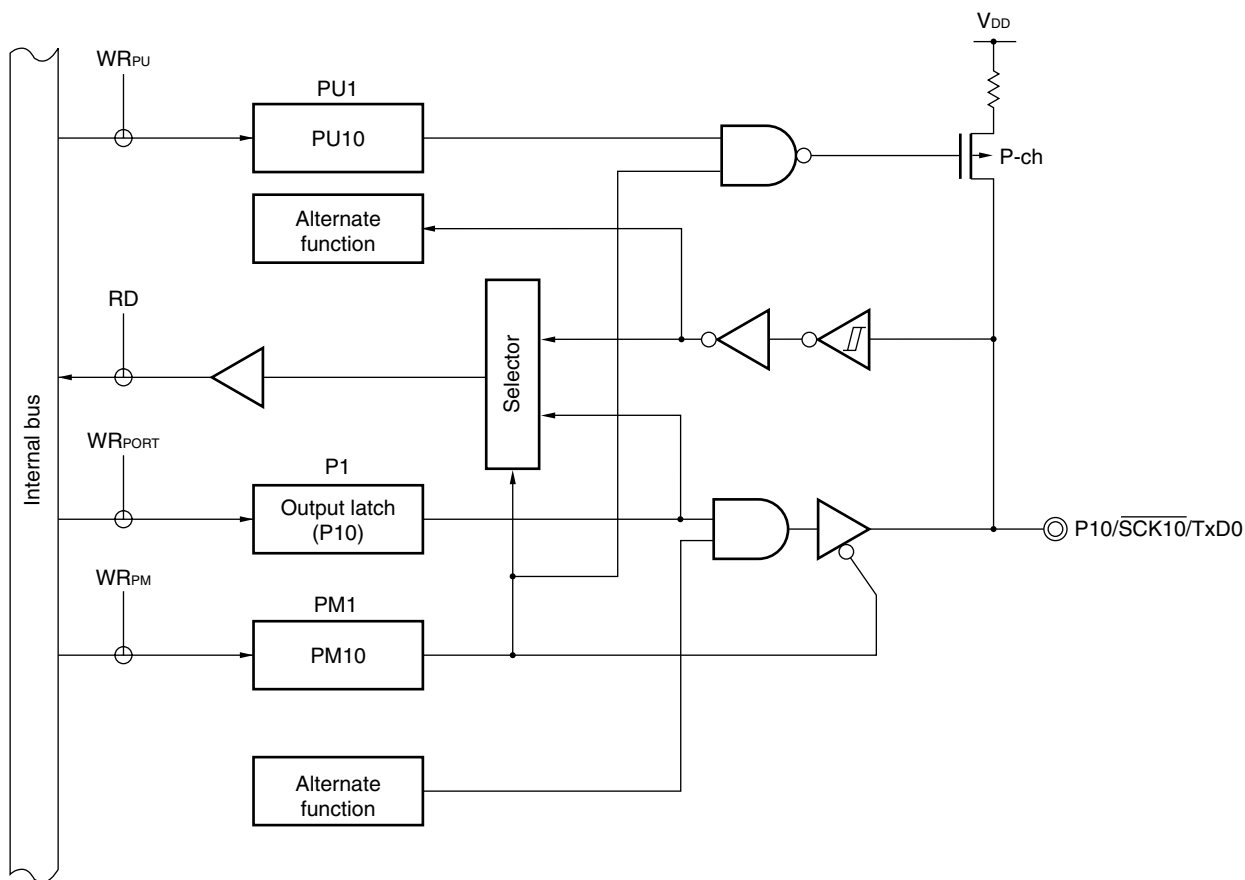 VDD
WRPU
PU1
PU10
P-ch
Alternate
function
RD
Selector
Internal bus
WRPORT
P1
Output latch
(P10)
P10/SCK10/TxD0
WRPM
PM1
PM10
Alternate
function